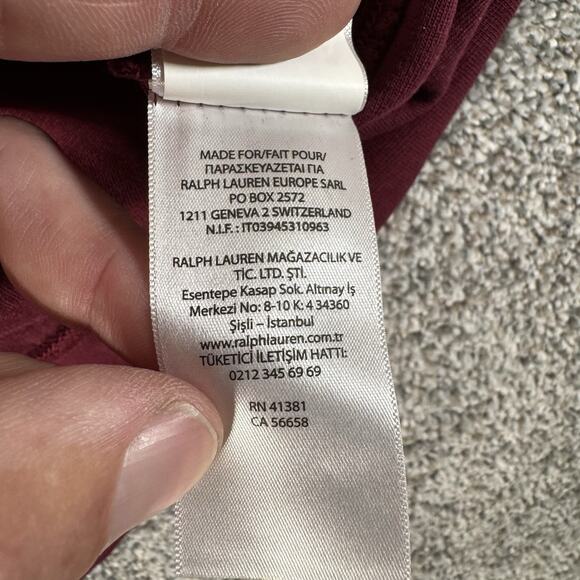 MADE FOR/FAIT POUR/
ΠΑΡΑΣΚΕΥΑΖΕΤΑΙ ΓΙΑ
RALPH LAUREN EUROPE SARL
PO BOX 2572
1211 GENEVA 2 SWITZERLAND
N.I.F. : IT03945310963
RALPH LAUREN MAĞAZACILIK VE
TİC. LTD. ŞTİ.
Esentepe Kasap Sok. Altınay İş
Merkezi No: 8-10 K: 4 34360
Şişli – İstanbul
www.ralphlauren.com.tr
TÜKETİCİ İLETİŞİM HATTI:
0212 345 69 69
RN 41381
CA 56658